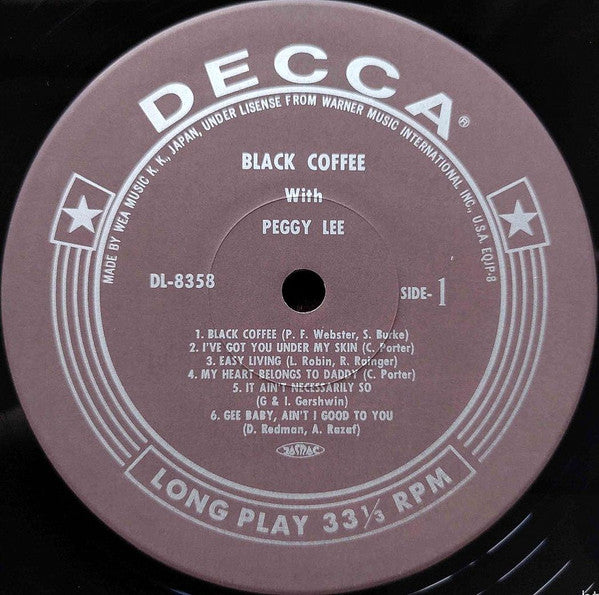 DECCA®
MADE BY WEA MUSIC K. K., JAPAN, UNDER LISENSE FROM WARNER MUSIC INTERNATIONAL INC., U.S.A. EQJP-8
BLACK COFFEE
With
PEGGY LEE
DL-8358
SIDE-1
1. BLACK COFFEE (P. F. Webster, S. Burke)
2. I'VE GOT YOU UNDER MY SKIN (C. Porter)
3. EASY LIVING (L. Robin, R. Rainger)
4. MY HEART BELONGS TO DADDY (C. Porter)
5. IT AIN'T NECESSARILY SO
(G & I. Gershwin)
6. GEE BABY, AIN'T I GOOD TO YOU
(D. Redman, A. Razaf)
JASRAC
LONG PLAY 33 1/3 RPM